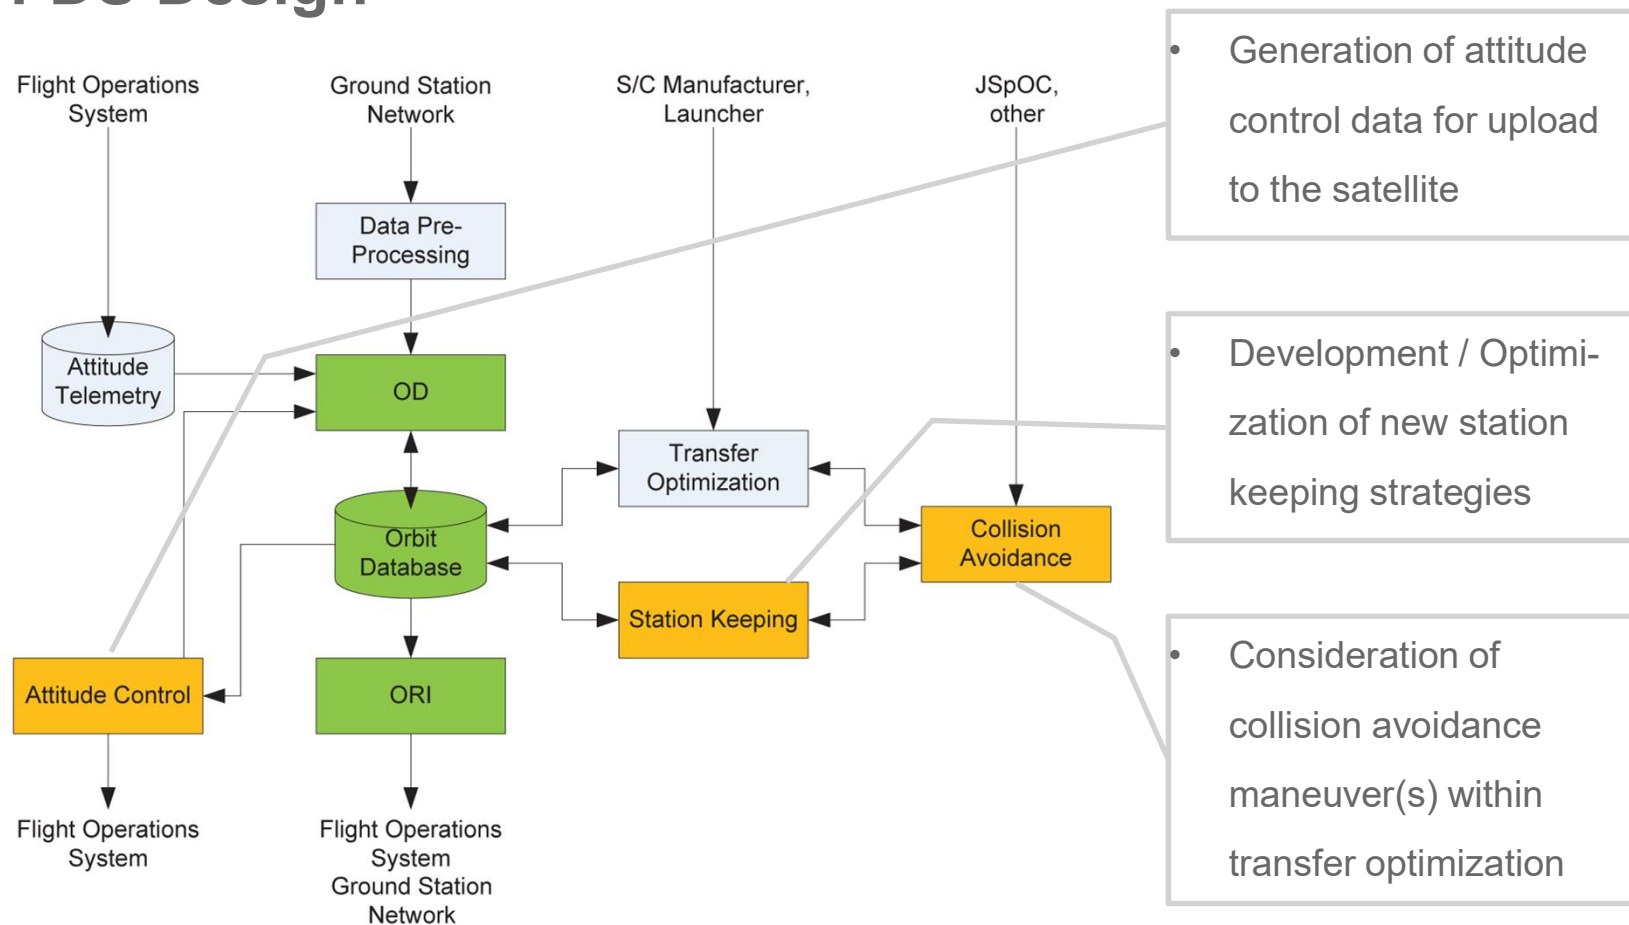 Design
Flight Operations
System
Ground Station
Network
S/C Manufacturer,
Launcher
JSpOC,
other
Data Pre-
Processing
Attitude
Telemetry
OD
Transfer
Optimization
Orbit
Database
Collision
Avoidance
Station Keeping
Attitude Control
ORI
Flight Operations
System
Flight Operations
System
Ground Station
Network
• Generation of attitude
control data for upload
to the satellite
• Development / Optimi-
zation of new station
keeping strategies
• Consideration of
collision avoidance
maneuver(s) within
transfer optimization